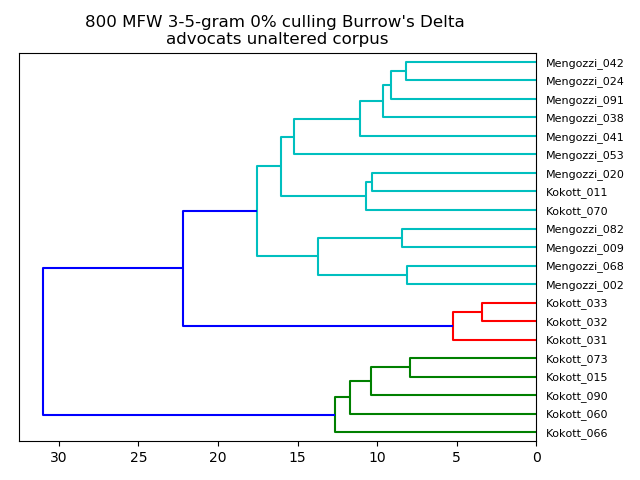 800 MFW 3-5-gram 0% culling Burrow's Delta
advocats unaltered corpus
Mengozzi_042
Mengozzi_024
Mengozzi_091
Mengozzi_038
Mengozzi_041
Mengozzi_053
Mengozzi_020
Kokott_011
Kokott_070
Mengozzi_082
Mengozzi_009
Mengozzi_068
Mengozzi_002
Kokott_033
Kokott_032
Kokott_031
Kokott_073
Kokott_015
Kokott_090
Kokott_060
Kokott_066
30 25 20 15 10 5 0